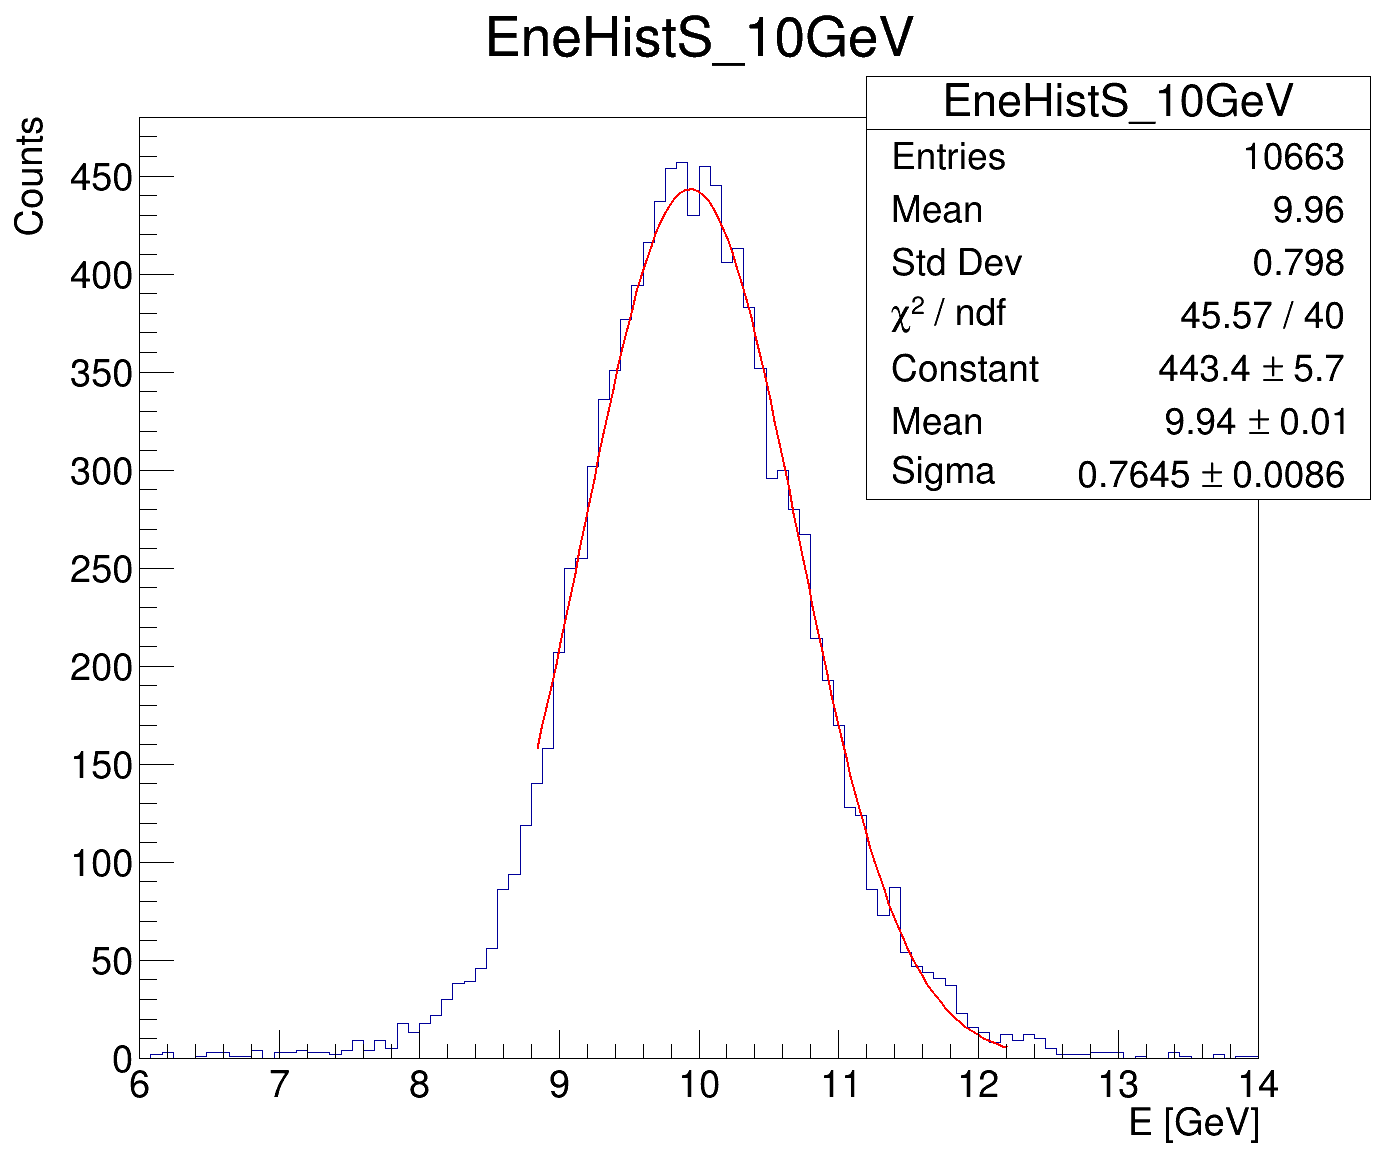 EneHistS_10GeV
EneHistS_10GeV
Entries 10663
Mean 9.96
Std Dev 0.798
χ² / ndf 45.57 / 40
Constant 443.4 ± 5.7
Mean 9.94 ± 0.01
Sigma 0.7645 ± 0.0086
Counts
450
400
350
300
250
200
150
100
50
0
6 7 8 9 10 11 12 13 14
E [GeV]